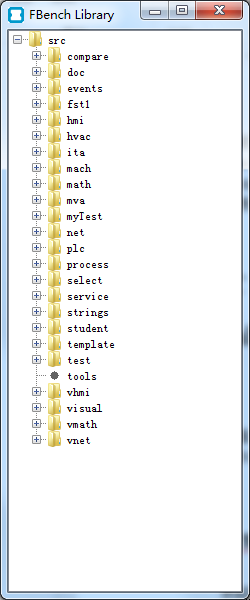 FBench Library
src
compare
doc
events
fst1
hmi
hvac
ita
mach
math
mva
myTest
net
plc
process
select
service
strings
student
template
test
tools
vhmi
visual
vmath
vnet